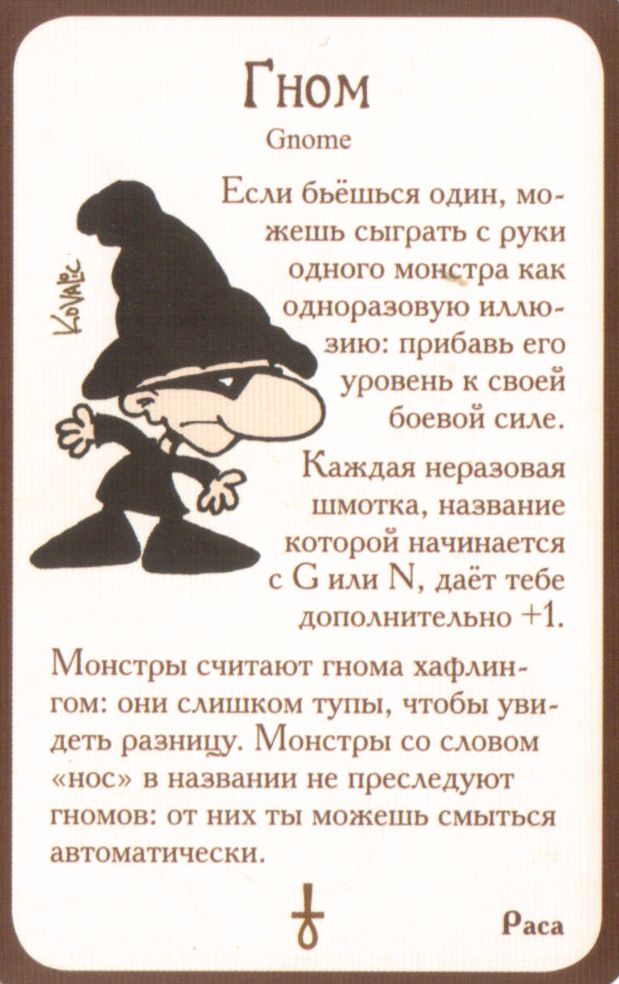 Гном
Gnome
Если бьёшься один, мо-
жешь сыграть с руки
одного монстра как
одноразовую иллю-
зию: прибавь его
уровень к своей
боевой силе.
KOVALIC
Каждая неразовая
шмотка, название
которой начинается
с G или N, даёт тебе
дополнительно +1.
Монстры считают гнома хафлин-
гом: они слишком тупы, чтобы уви-
деть разницу. Монстры со словом
«нос» в названии не преследуют
гномов: от них ты можешь смыться
автоматически.
Раса